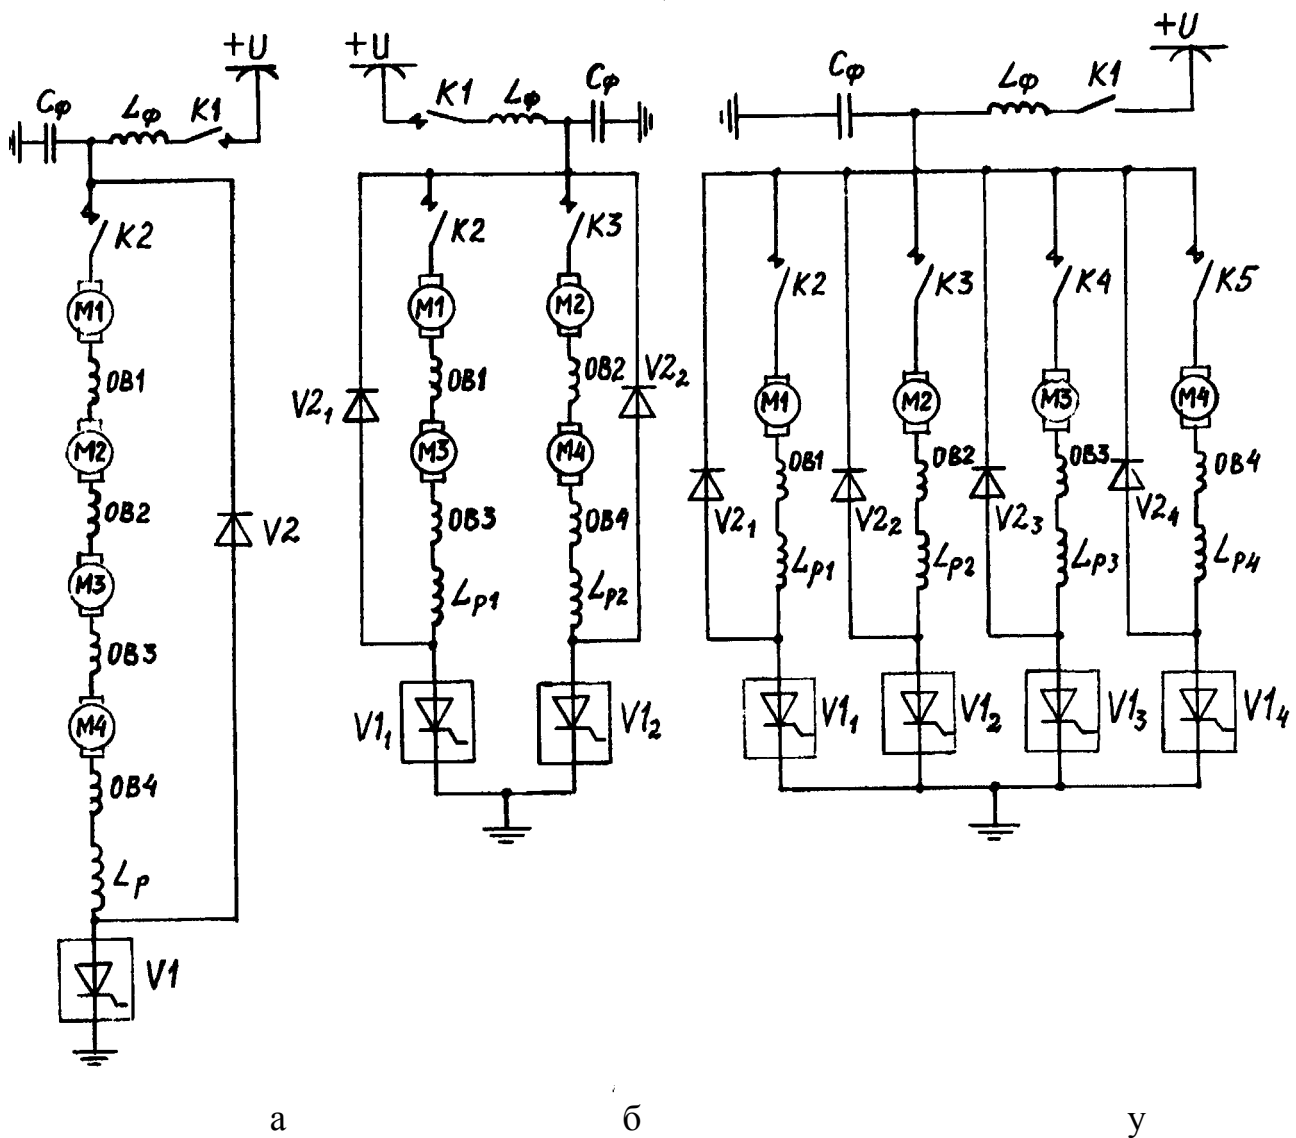 +U
Cф Lф K1
K2
M1
OB1
M2
OB2
V2
M3
OB3
M4
OB4
Lр
V1
а
+U
K1 Lф Cф
K2 K3
M1 M2
OB1 OB2
V2₁ V2₂
M3 M4
OB3 OB4
Lр1 Lр2
V1₁ V1₂
б
+U
Cф Lф K1
K2 K3 K4 K5
M1 M2 M3 M4
OB1 OB2 OB3 OB4
V2₁ V2₂ V2₃ V2₄
Lр1 Lр2 Lр3 Lр4
V1₁ V1₂ V1₃ V1₄
у